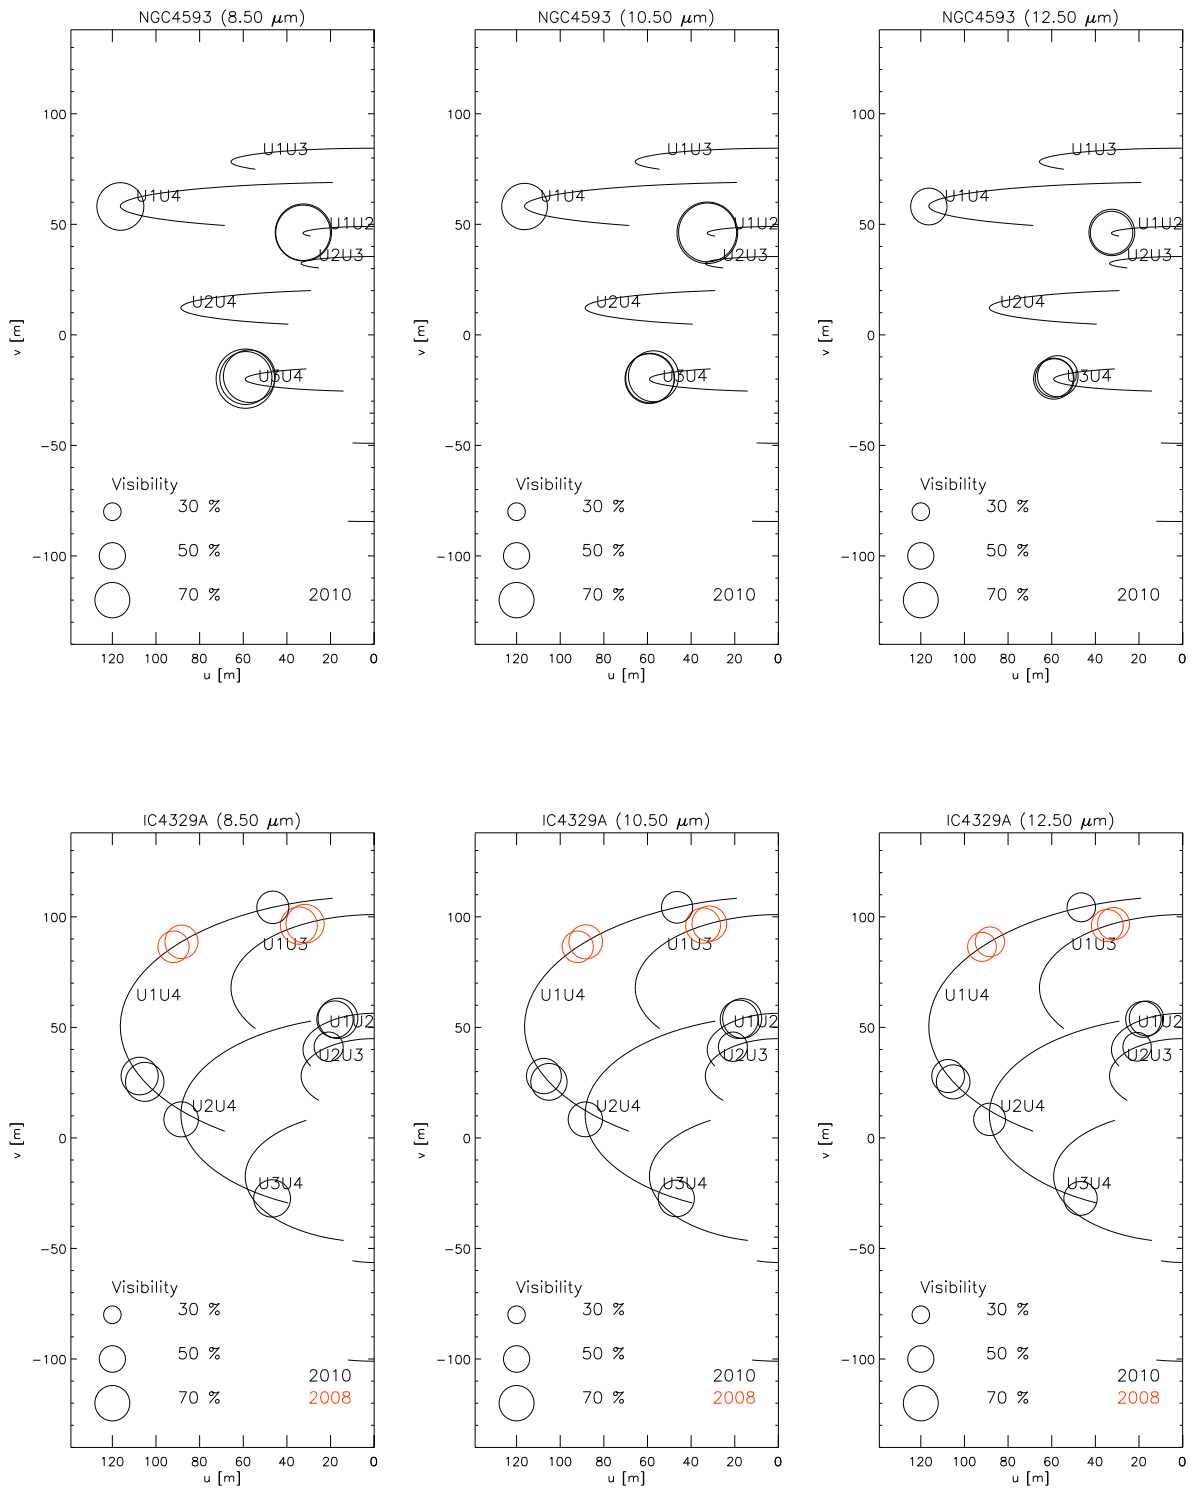 NGC4593 (8.50 μm)
100
50
0
−50
−100
v [m]
U1U3
U1U4
U1U2
U2U3
U2U4
U3U4
Visibility
30 %
50 %
70 %
2010
120 100 80 60 40 20 0
u [m]
NGC4593 (10.50 μm)
100
50
0
−50
−100
v [m]
U1U3
U1U4
U1U2
U2U3
U2U4
U3U4
Visibility
30 %
50 %
70 %
2010
120 100 80 60 40 20 0
u [m]
NGC4593 (12.50 μm)
100
50
0
−50
−100
v [m]
U1U3
U1U4
U1U2
U2U3
U2U4
U3U4
Visibility
30 %
50 %
70 %
2010
120 100 80 60 40 20 0
u [m]
IC4329A (8.50 μm)
100
50
0
−50
−100
v [m]
U1U3
U1U4
U1U2
U2U3
U2U4
U3U4
Visibility
30 %
50 %
2010
70 %
2008
120 100 80 60 40 20 0
u [m]
IC4329A (10.50 μm)
100
50
0
−50
−100
v [m]
U1U3
U1U4
U1U2
U2U3
U2U4
U3U4
Visibility
30 %
50 %
2010
70 %
2008
120 100 80 60 40 20 0
u [m]
IC4329A (12.50 μm)
100
50
0
−50
−100
v [m]
U1U3
U1U4
U1U2
U2U3
U2U4
U3U4
Visibility
30 %
50 %
2010
70 %
2008
120 100 80 60 40 20 0
u [m]